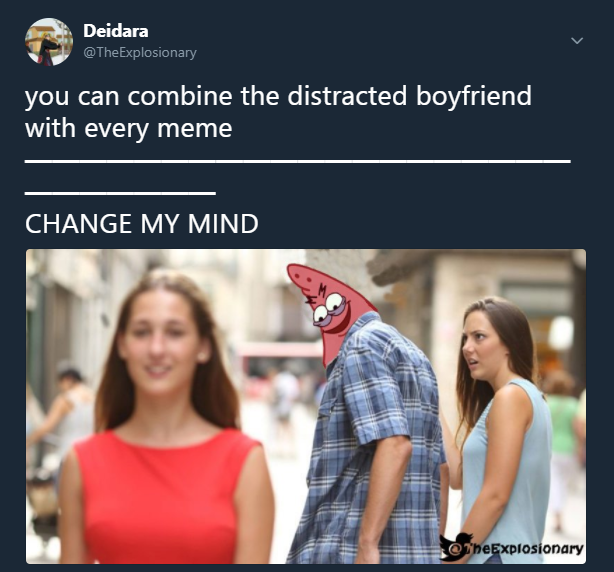 Deidara
@TheExplosionary
you can combine the distracted boyfriend
with every meme
CHANGE MY MIND
@TheExplosionary